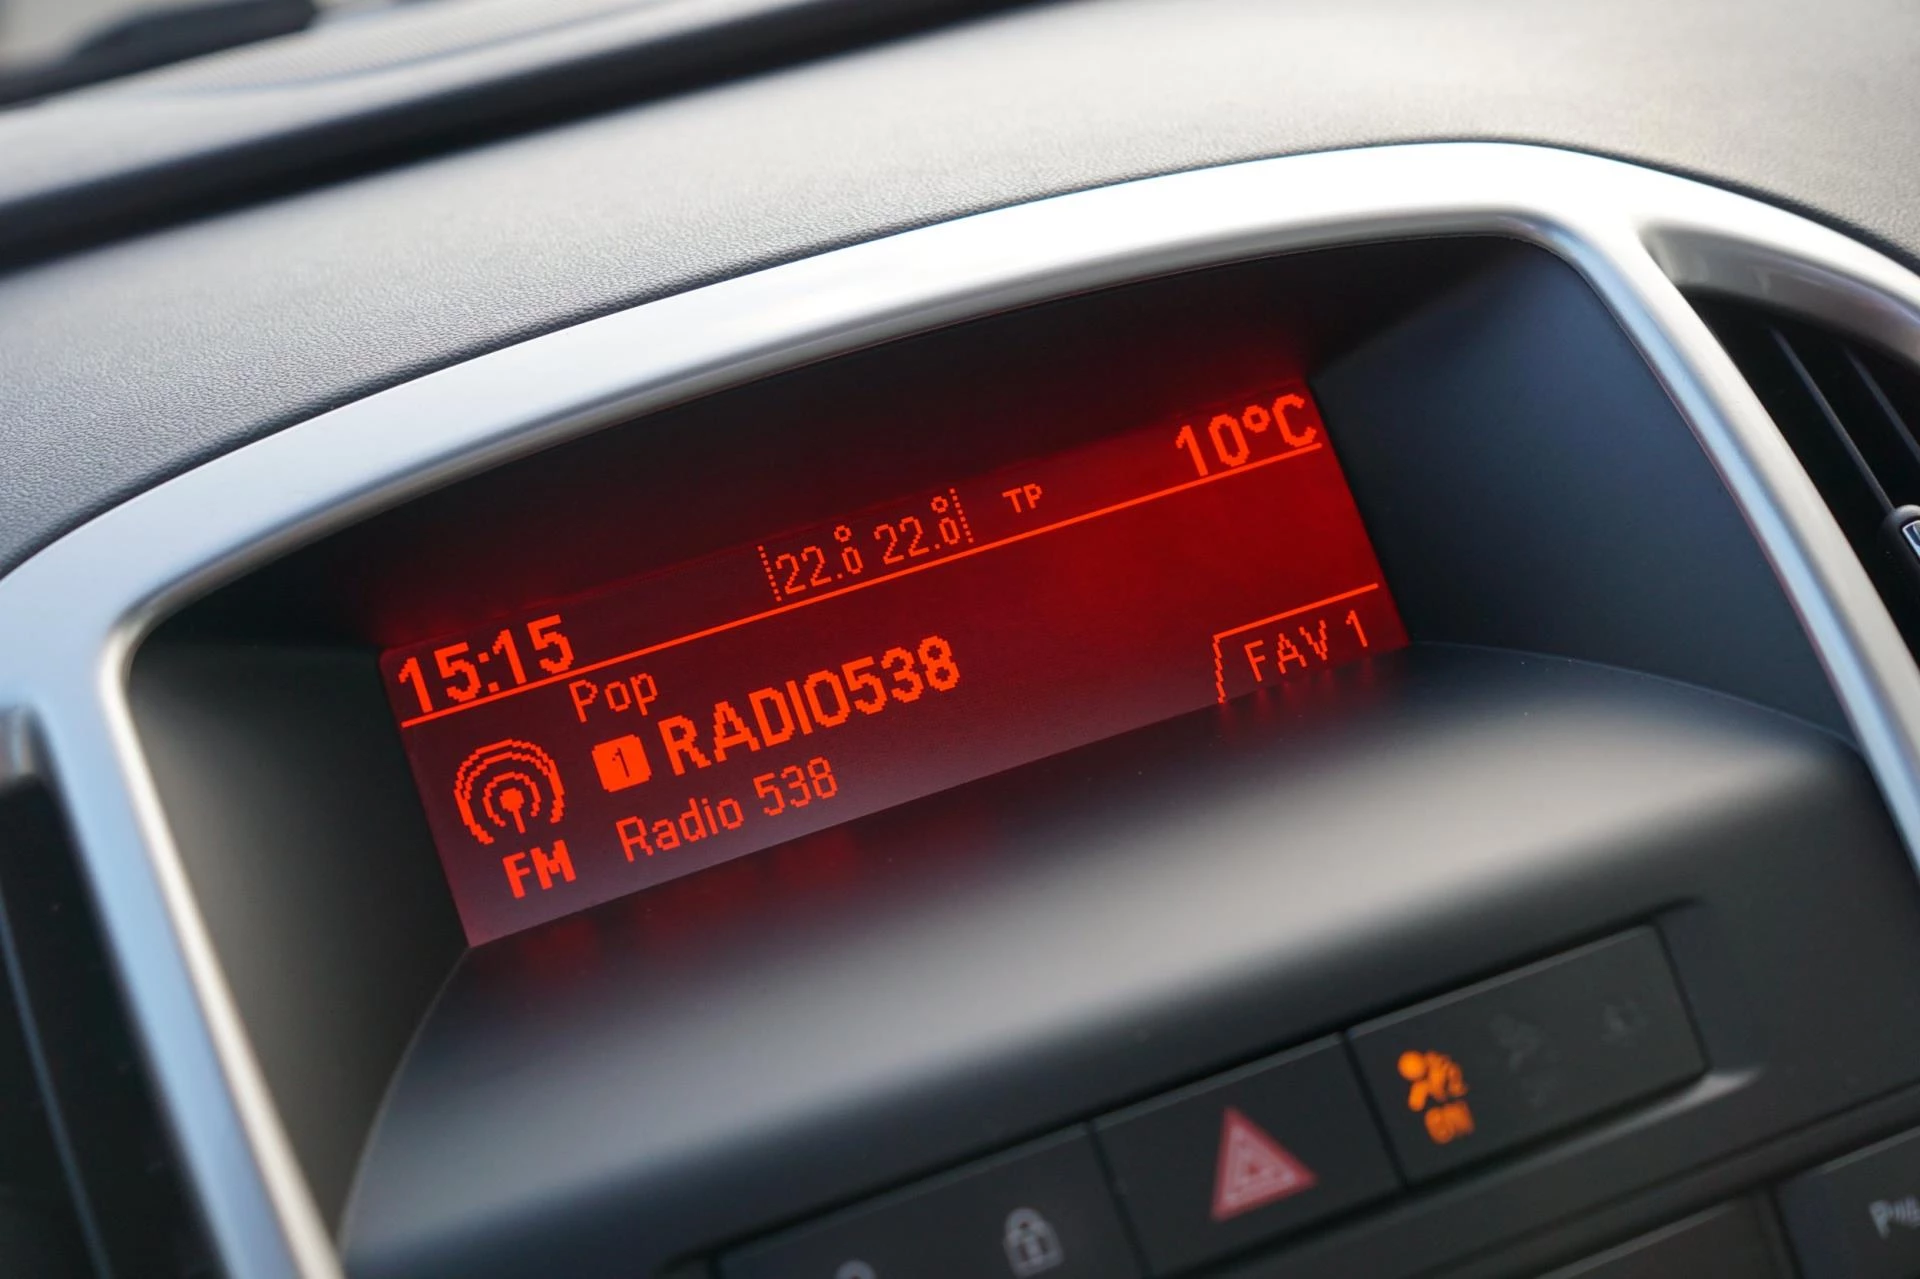 15:15 22.0° 22.0° TP 10°C
Pop
1 RADIO538
FM Radio 538
FAV 1
ON